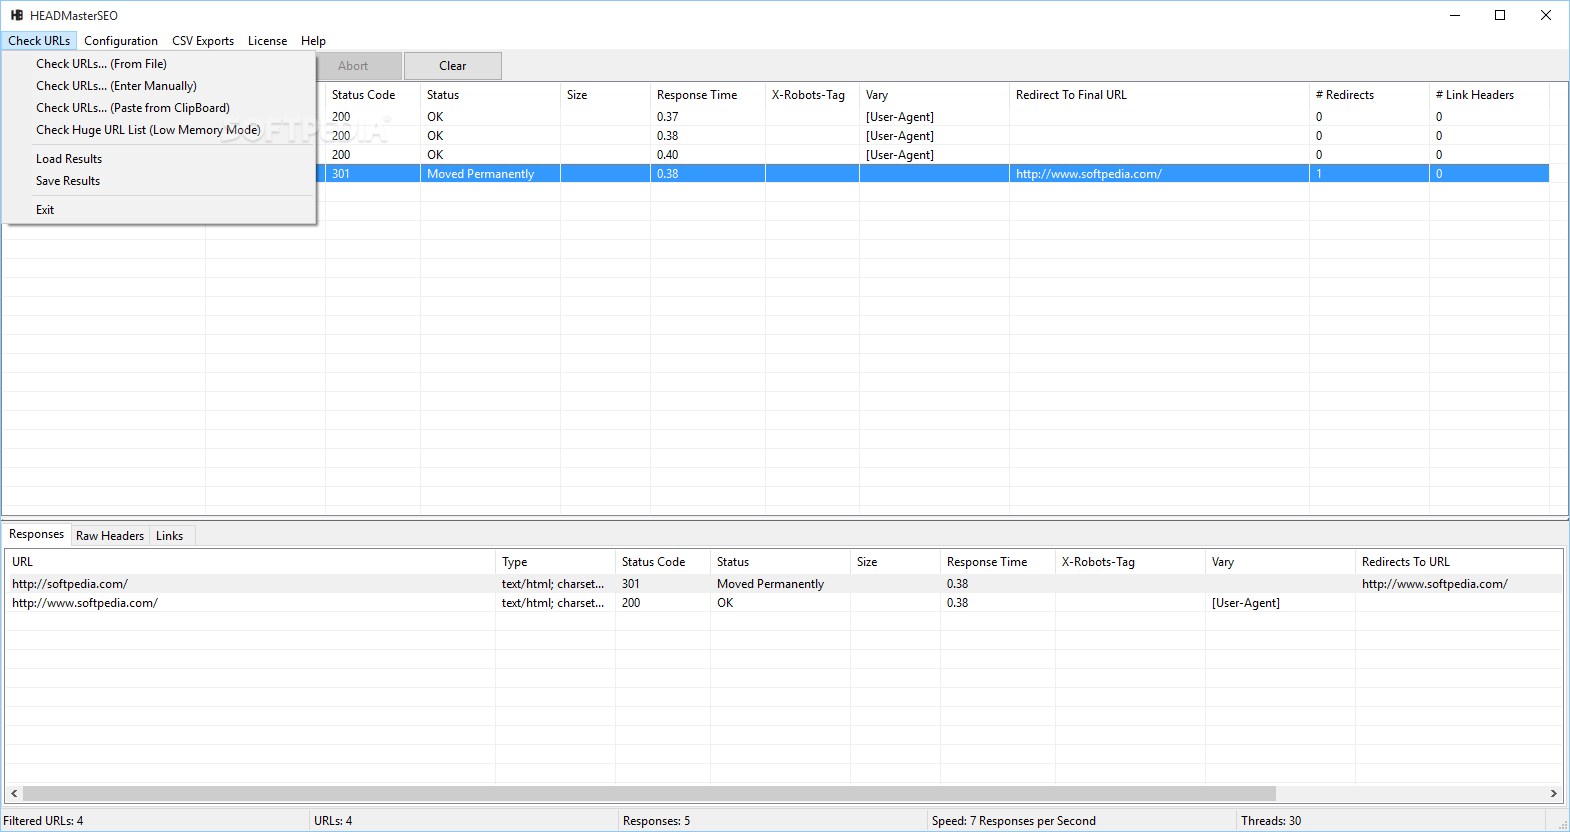 HEADMasterSEO
Check URLs Configuration CSV Exports License Help
Check URLs... (From File)
Check URLs... (Enter Manually)
Check URLs... (Paste from ClipBoard)
Check Huge URL List (Low Memory Mode)
Load Results
Save Results
Exit
Abort Clear
Status Code Status Size Response Time X-Robots-Tag Vary Redirect To Final URL # Redirects # Link Headers
200 OK 0.37 [User-Agent] 0 0
200 OK 0.38 [User-Agent] 0 0
200 OK 0.40 [User-Agent] 0 0
301 Moved Permanently 0.38 http://www.softpedia.com/ 1 0
SOFTPEDIA
Responses Raw Headers Links
URL Type Status Code Status Size Response Time X-Robots-Tag Vary Redirects To URL
http://softpedia.com/ text/html; charset... 301 Moved Permanently 0.38 http://www.softpedia.com/
http://www.softpedia.com/ text/html; charset... 200 OK 0.38 [User-Agent]
Filtered URLs: 4 URLs: 4 Responses: 5 Speed: 7 Responses per Second Threads: 30